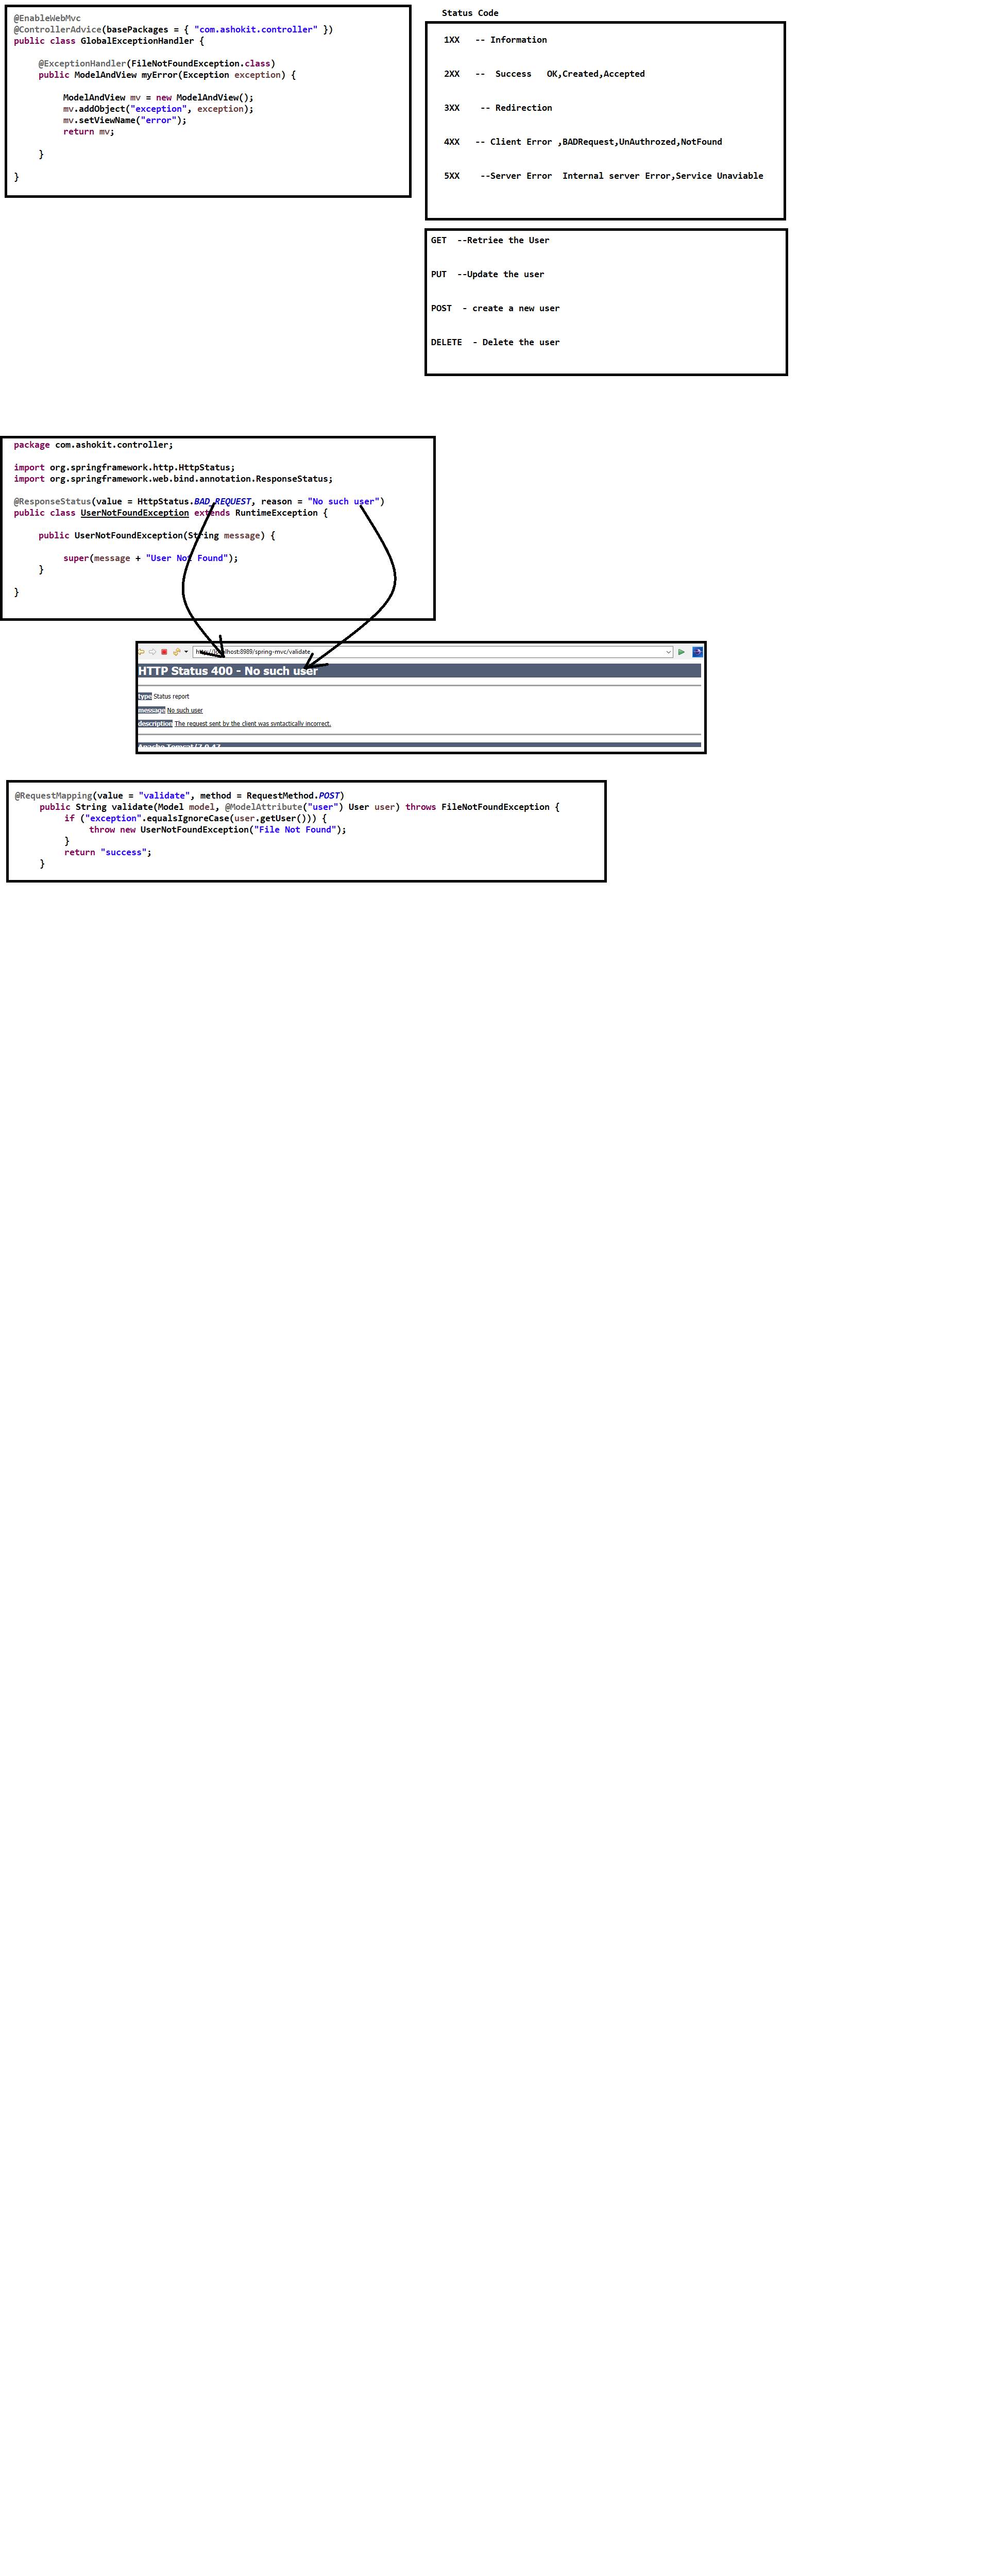 @EnableWebMvc
@ControllerAdvice(basePackages = { "com.ashokit.controller" })
public class GlobalExceptionHandler {
@ExceptionHandler(FileNotFoundException.class)
public ModelAndView myError(Exception exception) {
ModelAndView mv = new ModelAndView();
mv.addObject("exception", exception);
mv.setViewName("error");
return mv;
}
}
Status Code
1XX -- Information
2XX -- Success OK,Created,Accepted
3XX -- Redirection
4XX -- Client Error ,BADRequest,UnAuthrozed,NotFound
5XX --Server Error Internal server Error,Service Unaviable
GET --Retriee the User
PUT --Update the user
POST - create a new user
DELETE - Delete the user
package com.ashokit.controller;
import org.springframework.http.HttpStatus;
import org.springframework.web.bind.annotation.ResponseStatus;
@ResponseStatus(value = HttpStatus.BAD_REQUEST, reason = "No such user")
public class UserNotFoundException extends RuntimeException {
public UserNotFoundException(String message) {
super(message + "User Not Found");
}
}
http://localhost:8989/spring-mvc/validate
HTTP Status 400 - No such user
type Status report
message No such user
description The request sent by the client was syntactically incorrect.
Apache Tomcat/7.0.47
@RequestMapping(value = "validate", method = RequestMethod.POST)
public String validate(Model model, @ModelAttribute("user") User user) throws FileNotFoundException {
if ("exception".equalsIgnoreCase(user.getUser())) {
throw new UserNotFoundException("File Not Found");
}
return "success";
}